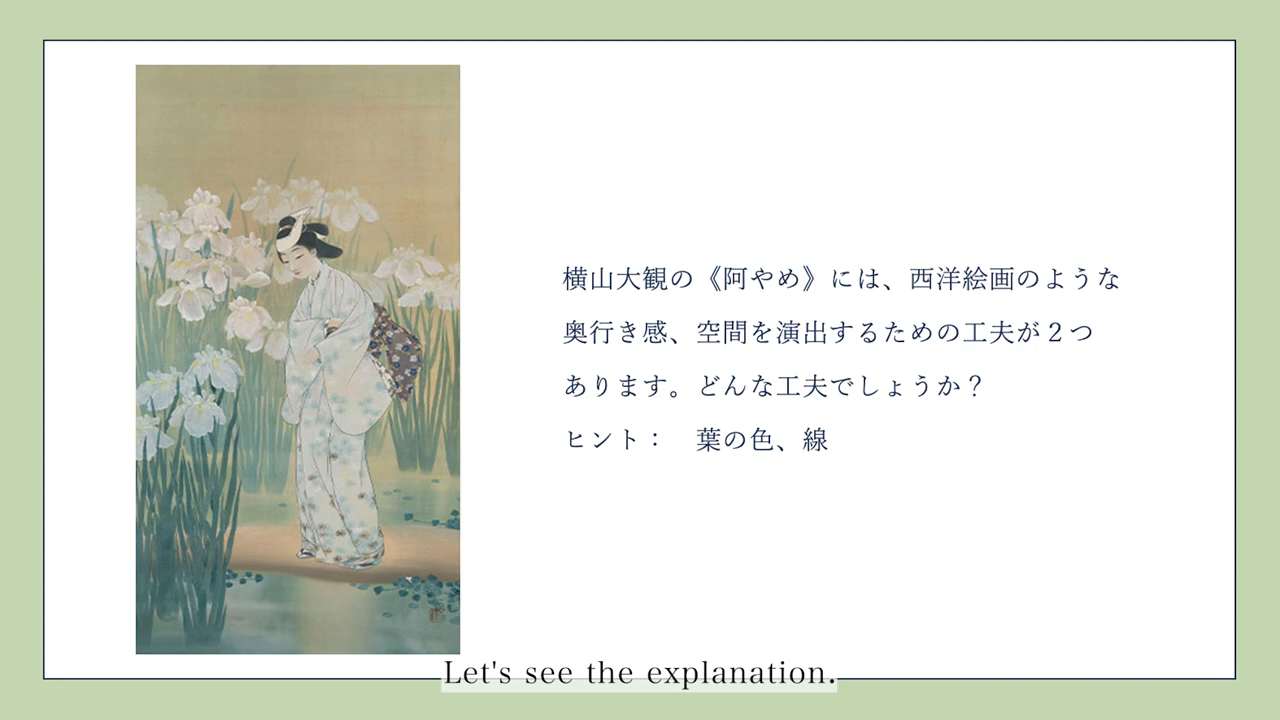 横山大観の《阿やめ》には、西洋絵画のような
奥行き感、空間を演出するための工夫が２つ
あります。どんな工夫でしょうか？
ヒント：　葉の色、線
Let's see the explanation.